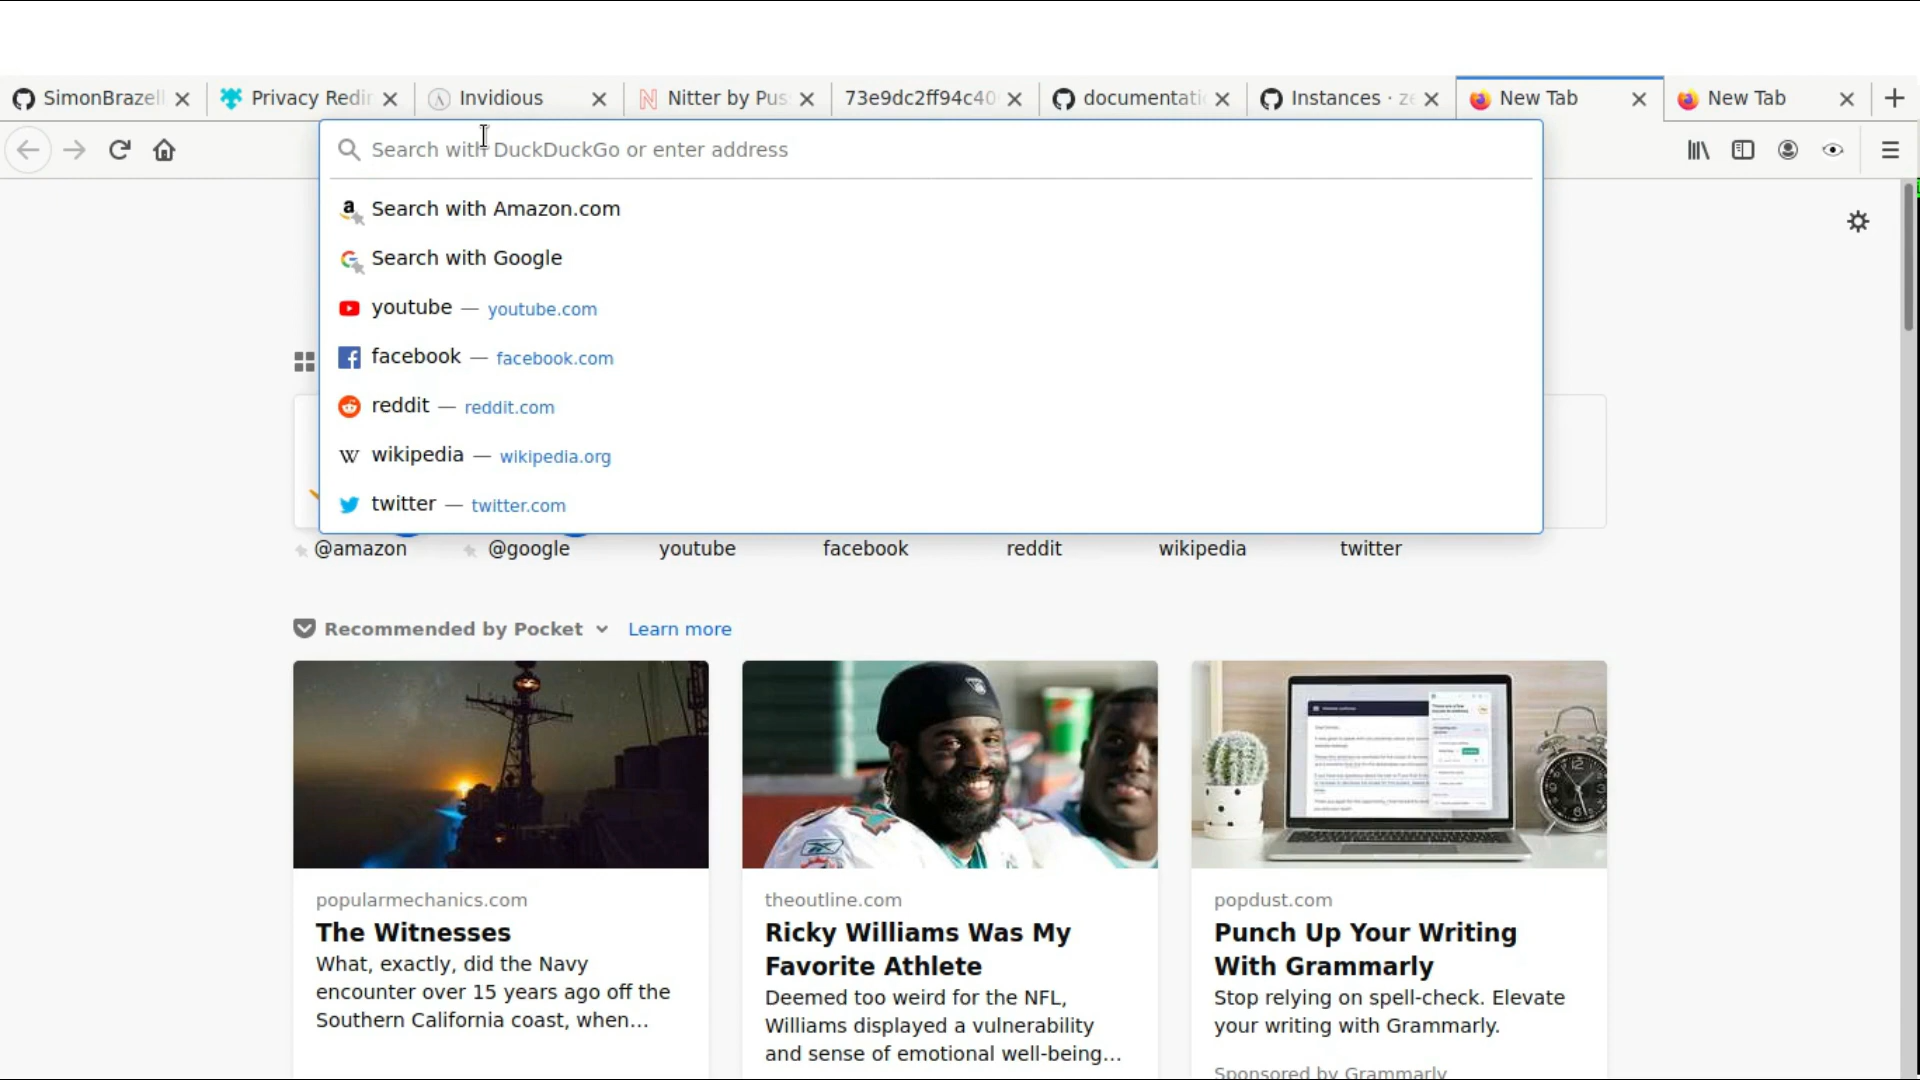 SimonBrazell
Privacy Redir
Invidious
Nitter by Pus
73e9dc2ff94c40
documentati
Instances · ze
New Tab
New Tab
Search with DuckDuckGo or enter address
Search with Amazon.com
Search with Google
youtube — youtube.com
facebook — facebook.com
reddit — reddit.com
wikipedia — wikipedia.org
twitter — twitter.com
@amazon
@google
youtube
facebook
reddit
wikipedia
twitter
Recommended by Pocket
Learn more
popularmechanics.com
The Witnesses
What, exactly, did the Navy
encounter over 15 years ago off the
Southern California coast, when…
theoutline.com
Ricky Williams Was My
Favorite Athlete
Deemed too weird for the NFL,
Williams displayed a vulnerability
and sense of emotional well-being…
popdust.com
Punch Up Your Writing
With Grammarly
Stop relying on spell-check. Elevate
your writing with Grammarly.
Sponsored by Grammarly